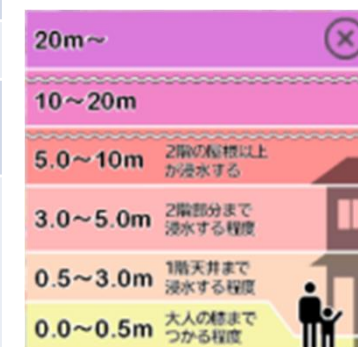 20m～
10～20m
5.0～10m
2階の屋根以上
が浸水する
3.0～5.0m
2階部分まで
浸水する程度
0.5～3.0m
1階天井まで
浸水する程度
0.0～0.5m
大人の膝まで
つかる程度